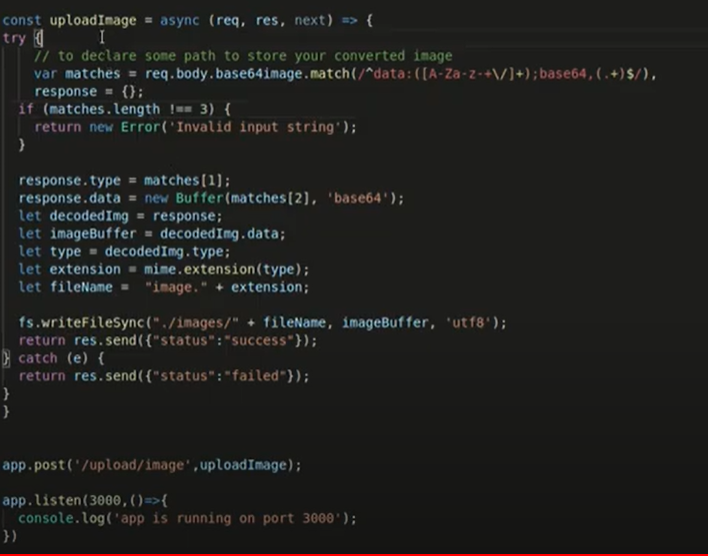 const uploadImage = async (req, res, next) => {
try {
// to declare some path to store your converted image
var matches = req.body.base64image.match(/^data:([A-Za-z-+\/]+);base64,(.+)$/),
response = {};
if (matches.length !== 3) {
return new Error('Invalid input string');
}
response.type = matches[1];
response.data = new Buffer(matches[2], 'base64');
let decodedImg = response;
let imageBuffer = decodedImg.data;
let type = decodedImg.type;
let extension = mime.extension(type);
let fileName =  "image." + extension;
fs.writeFileSync("./images/" + fileName, imageBuffer, 'utf8');
return res.send({"status":"success"});
} catch (e) {
return res.send({"status":"failed"});
}
}
app.post('/upload/image',uploadImage);
app.listen(3000,()=>{
console.log('app is running on port 3000');
})